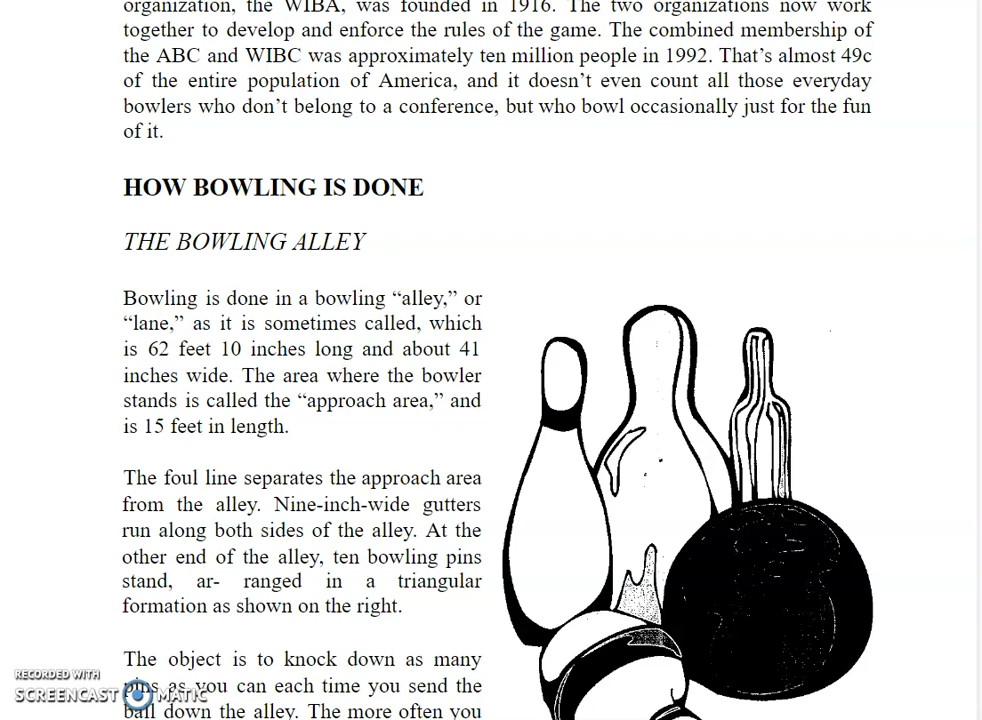 organization, the WIBA, was founded in 1916. The two organizations now work
together to develop and enforce the rules of the game. The combined membership of
the ABC and WIBC was approximately ten million people in 1992. That’s almost 49c
of the entire population of America, and it doesn’t even count all those everyday
bowlers who don’t belong to a conference, but who bowl occasionally just for the fun
of it.
HOW BOWLING IS DONE
THE BOWLING ALLEY
Bowling is done in a bowling “alley,” or
“lane,” as it is sometimes called, which
is 62 feet 10 inches long and about 41
inches wide. The area where the bowler
stands is called the “approach area,” and
is 15 feet in length.
The foul line separates the approach area
from the alley. Nine-inch-wide gutters
run along both sides of the alley. At the
other end of the alley, ten bowling pins
stand, ar- ranged in a triangular
formation as shown on the right.
The object is to knock down as many
pins as you can each time you send the
ball down the alley. The more often you
RECORDED WITH
SCREENCAST MATIC